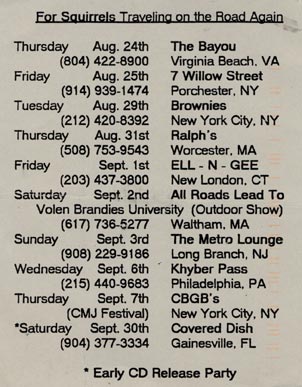 For Squirrels Traveling on the Road Again
Thursday Aug. 24th The Bayou
(804) 422-8900 Virginia Beach, VA
Friday Aug. 25th 7 Willow Street
(914) 939-1474 Porchester, NY
Tuesday Aug. 29th Brownies
(212) 420-8392 New York City, NY
Thursday Aug. 31st Ralph's
(508) 753-9543 Worcester, MA
Friday Sept. 1st ELL - N - GEE
(203) 437-3800 New London, CT
Saturday Sept. 2nd All Roads Lead To
Volen Brandies University (Outdoor Show)
(617) 736-5277 Waltham, MA
Sunday Sept. 3rd The Metro Lounge
(908) 229-9186 Long Branch, NJ
Wednesday Sept. 6th Khyber Pass
(215) 440-9683 Philadelphia, PA
Thursday Sept. 7th CBGB's
(CMJ Festival) New York City, NY
*Saturday Sept. 30th Covered Dish
(904) 377-3334 Gainesville, FL
* Early CD Release Party